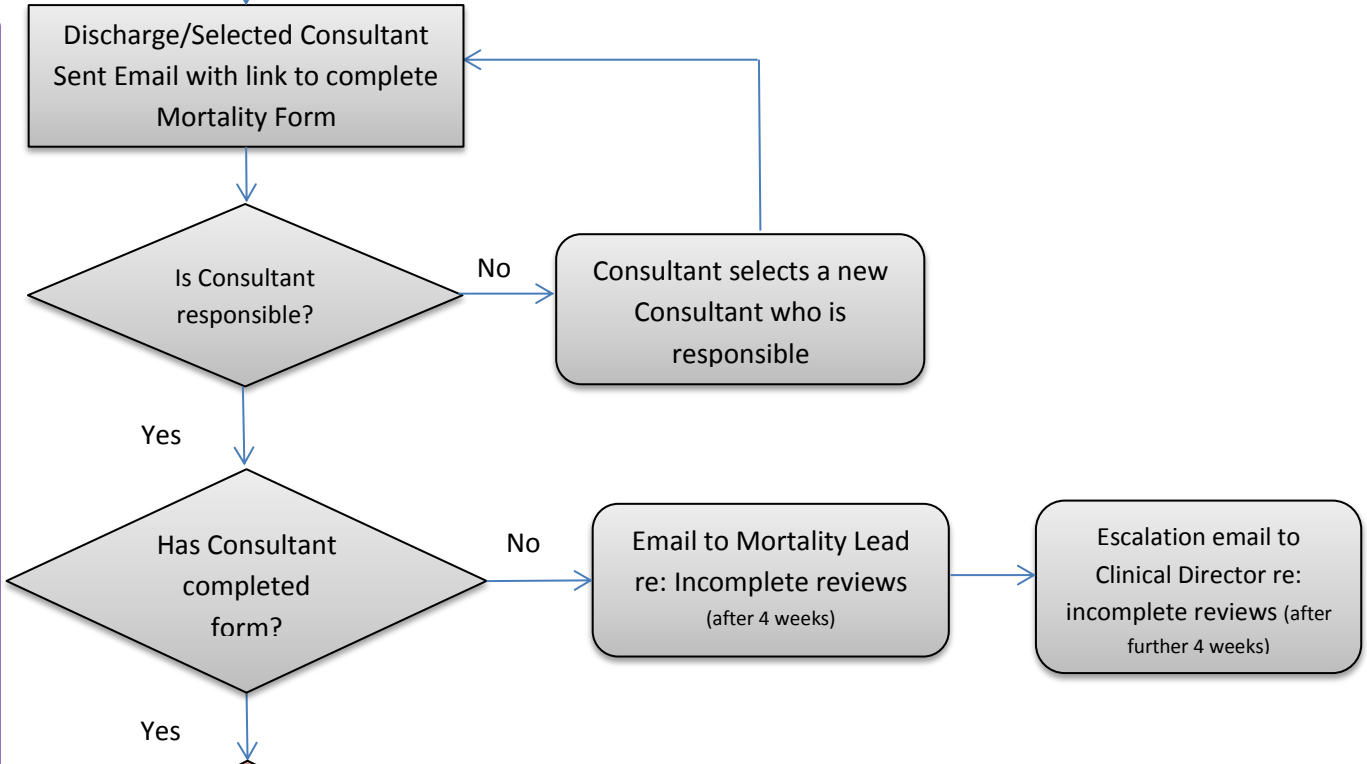 Discharge/Selected Consultant
Sent Email with link to complete
Mortality Form
Is Consultant
responsible?
No
Consultant selects a new
Consultant who is
responsible
Yes
Has Consultant
completed
form?
No
Email to Mortality Lead
re: Incomplete reviews
(after 4 weeks)
Escalation email to
Clinical Director re:
incomplete reviews (after
further 4 weeks)
Yes